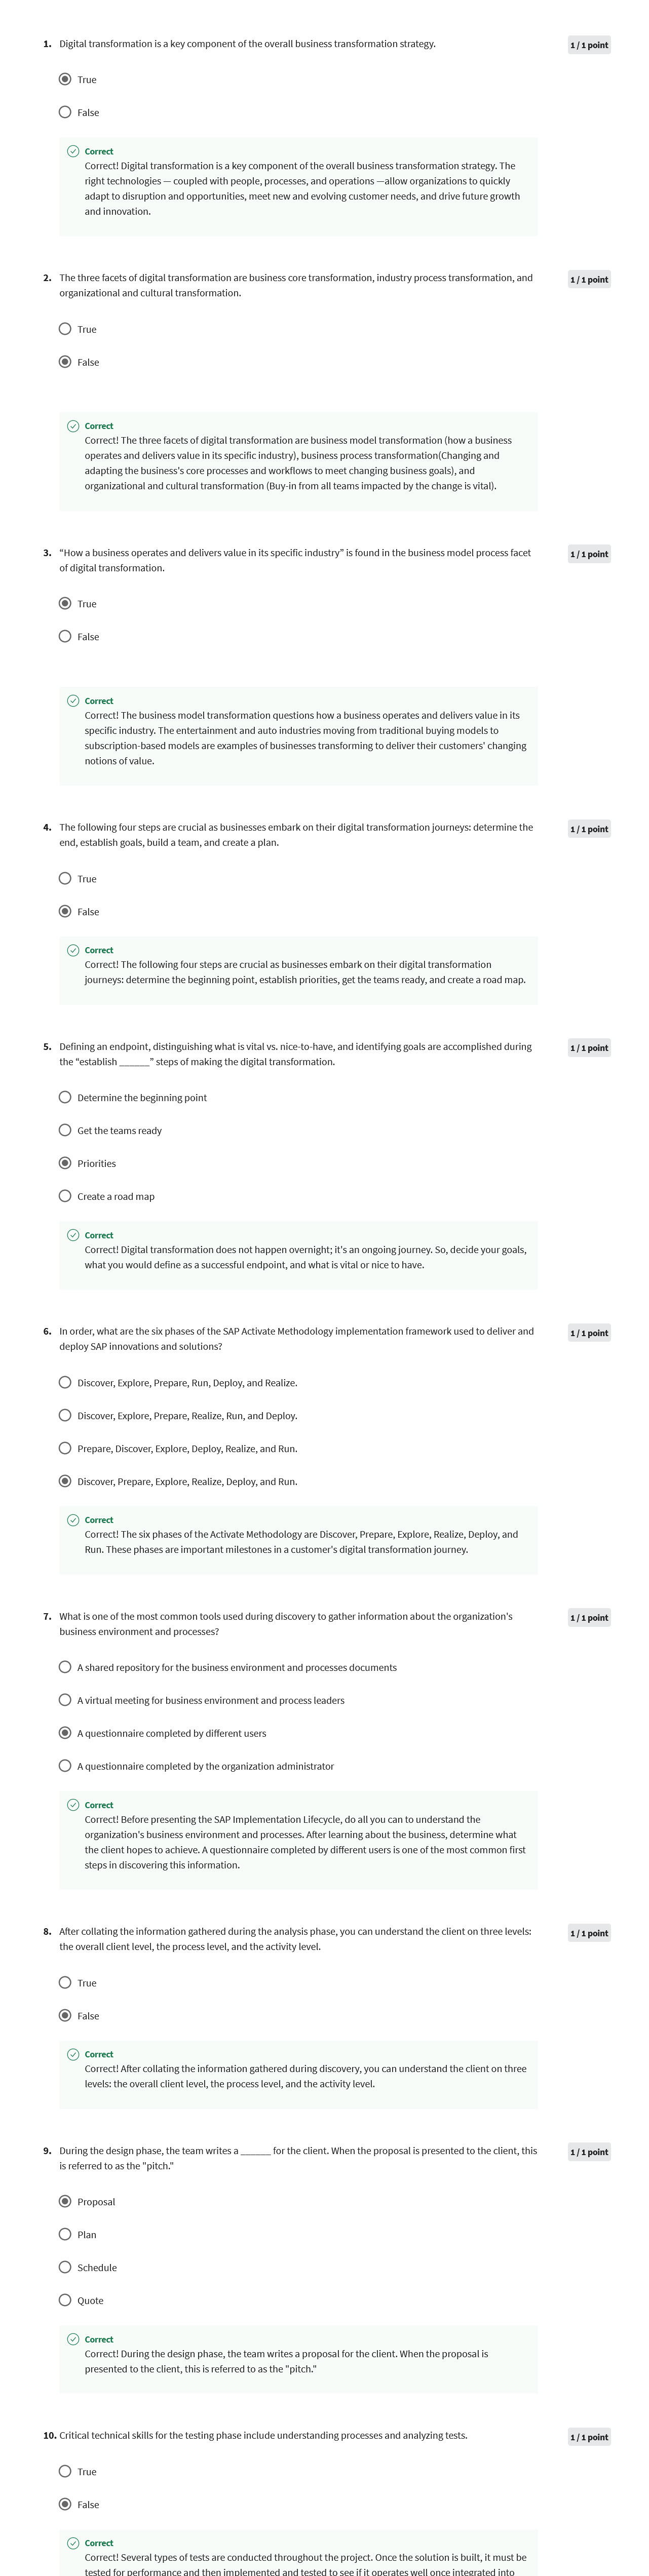 1. Digital transformation is a key component of the overall business transformation strategy.
1 / 1 point
True
False
Correct
Correct! Digital transformation is a key component of the overall business transformation strategy. The
right technologies — coupled with people, processes, and operations —allow organizations to quickly
adapt to disruption and opportunities, meet new and evolving customer needs, and drive future growth
and innovation.
2. The three facets of digital transformation are business core transformation, industry process transformation, and
organizational and cultural transformation.
1 / 1 point
True
False
Correct
Correct! The three facets of digital transformation are business model transformation (how a business
operates and delivers value in its specific industry), business process transformation(Changing and
adapting the business's core processes and workflows to meet changing business goals), and
organizational and cultural transformation (Buy-in from all teams impacted by the change is vital).
3. “How a business operates and delivers value in its specific industry” is found in the business model process facet
of digital transformation.
1 / 1 point
True
False
Correct
Correct! The business model transformation questions how a business operates and delivers value in its
specific industry. The entertainment and auto industries moving from traditional buying models to
subscription-based models are examples of businesses transforming to deliver their customers' changing
notions of value.
4. The following four steps are crucial as businesses embark on their digital transformation journeys: determine the
end, establish goals, build a team, and create a plan.
1 / 1 point
True
False
Correct
Correct! The following four steps are crucial as businesses embark on their digital transformation
journeys: determine the beginning point, establish priorities, get the teams ready, and create a road map.
5. Defining an endpoint, distinguishing what is vital vs. nice-to-have, and identifying goals are accomplished during
the “establish ______” steps of making the digital transformation.
1 / 1 point
Determine the beginning point
Get the teams ready
Priorities
Create a road map
Correct
Correct! Digital transformation does not happen overnight; it's an ongoing journey. So, decide your goals,
what you would define as a successful endpoint, and what is vital or nice to have.
6. In order, what are the six phases of the SAP Activate Methodology implementation framework used to deliver and
deploy SAP innovations and solutions?
1 / 1 point
Discover, Explore, Prepare, Run, Deploy, and Realize.
Discover, Explore, Prepare, Realize, Run, and Deploy.
Prepare, Discover, Explore, Deploy, Realize, and Run.
Discover, Prepare, Explore, Realize, Deploy, and Run.
Correct
Correct! The six phases of the Activate Methodology are Discover, Prepare, Explore, Realize, Deploy, and
Run. These phases are important milestones in a customer's digital transformation journey.
7. What is one of the most common tools used during discovery to gather information about the organization's
business environment and processes?
1 / 1 point
A shared repository for the business environment and processes documents
A virtual meeting for business environment and process leaders
A questionnaire completed by different users
A questionnaire completed by the organization administrator
Correct
Correct! Before presenting the SAP Implementation Lifecycle, do all you can to understand the
organization's business environment and processes. After learning about the business, determine what
the client hopes to achieve. A questionnaire completed by different users is one of the most common first
steps in discovering this information.
8. After collating the information gathered during the analysis phase, you can understand the client on three levels:
the overall client level, the process level, and the activity level.
1 / 1 point
True
False
Correct
Correct! After collating the information gathered during discovery, you can understand the client on three
levels: the overall client level, the process level, and the activity level.
9. During the design phase, the team writes a ______ for the client. When the proposal is presented to the client, this
is referred to as the "pitch."
1 / 1 point
Proposal
Plan
Schedule
Quote
Correct
Correct! During the design phase, the team writes a proposal for the client. When the proposal is
presented to the client, this is referred to as the "pitch."
10. Critical technical skills for the testing phase include understanding processes and analyzing tests.
1 / 1 point
True
False
Correct
Correct! Several types of tests are conducted throughout the project. Once the solution is built, it must be
tested for performance and then implemented and tested to see if it operates well once integrated into